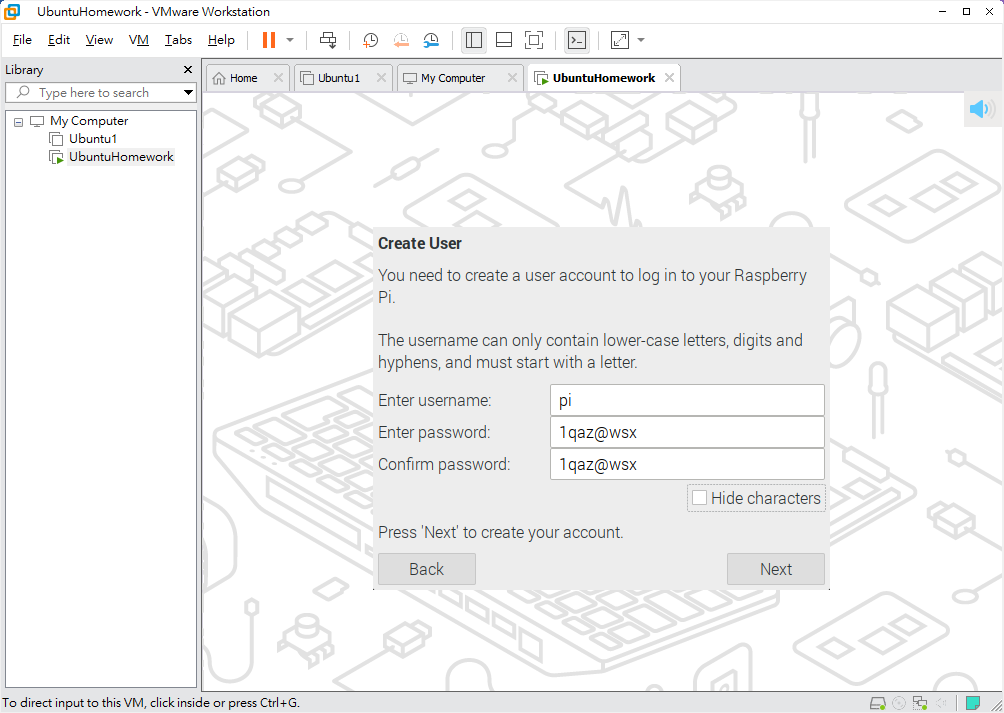 UbuntuHomework - VMware Workstation
File Edit View VM Tabs Help
Library
Type here to search
My Computer
Ubuntu1
UbuntuHomework
Home Ubuntu1 My Computer UbuntuHomework
Create User
You need to create a user account to log in to your Raspberry
Pi.
The username can only contain lower-case letters, digits and
hyphens, and must start with a letter.
Enter username: pi
Enter password: 1qaz@wsx
Confirm password: 1qaz@wsx
Hide characters
Press 'Next' to create your account.
Back Next
To direct input to this VM, click inside or press Ctrl+G.